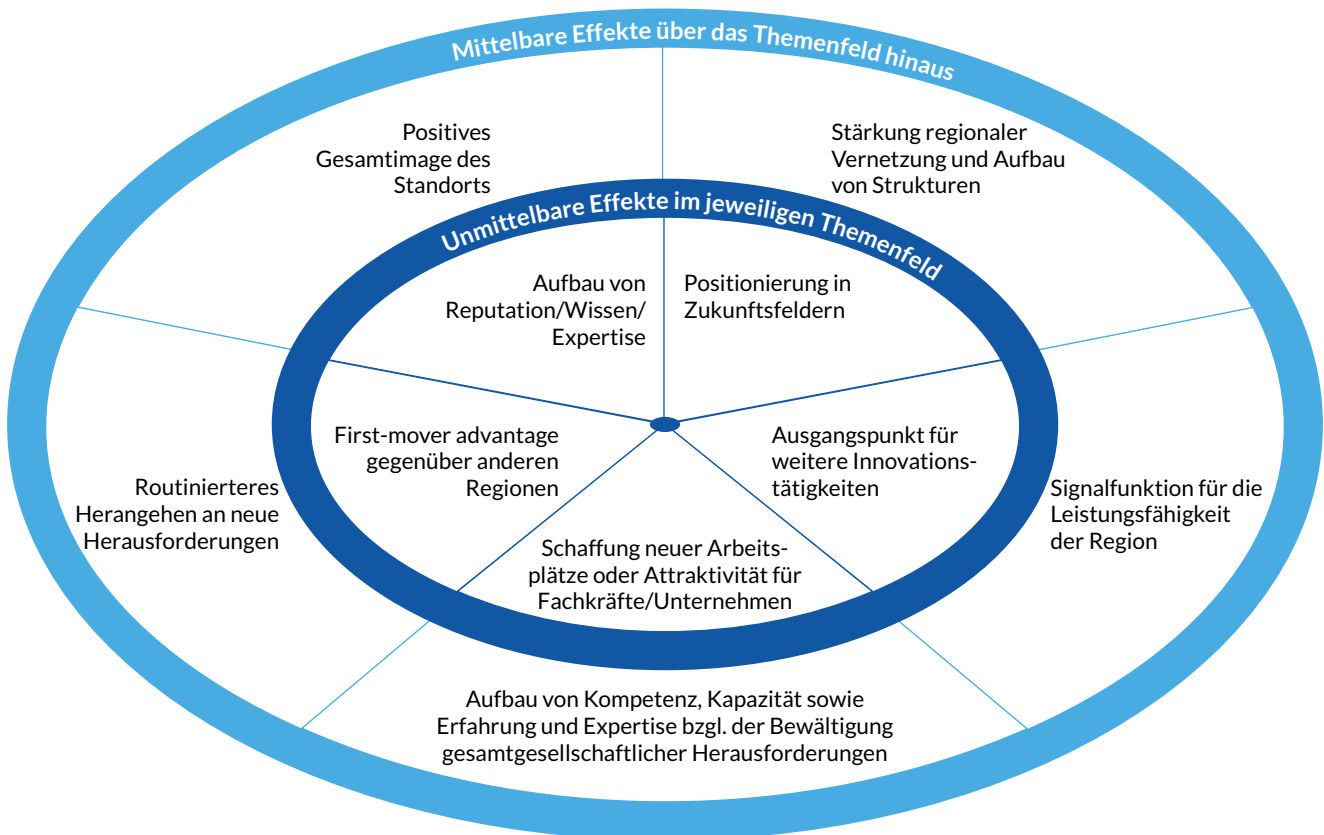 Mittelbare Effekte über das Themenfeld hinaus
Positives
Gesamtimage des
Standorts
Stärkung regionaler
Vernetzung und Aufbau
von Strukturen
Unmittelbare Effekte im jeweiligen Themenfeld
Aufbau von
Reputation/Wissen/
Expertise
Positionierung in
Zukunftsfeldern
First-mover advantage
gegenüber anderen
Regionen
Ausgangspunkt für
weitere Innovations-
tätigkeiten
Routinierteres
Herangehen an neue
Herausforderungen
Signalfunktion für die
Leistungsfähigkeit
der Region
Schaffung neuer Arbeits-
plätze oder Attraktivität für
Fachkräfte/Unternehmen
Aufbau von Kompetenz, Kapazität sowie
Erfahrung und Expertise bzgl. der Bewältigung
gesamtgesellschaftlicher Herausforderungen